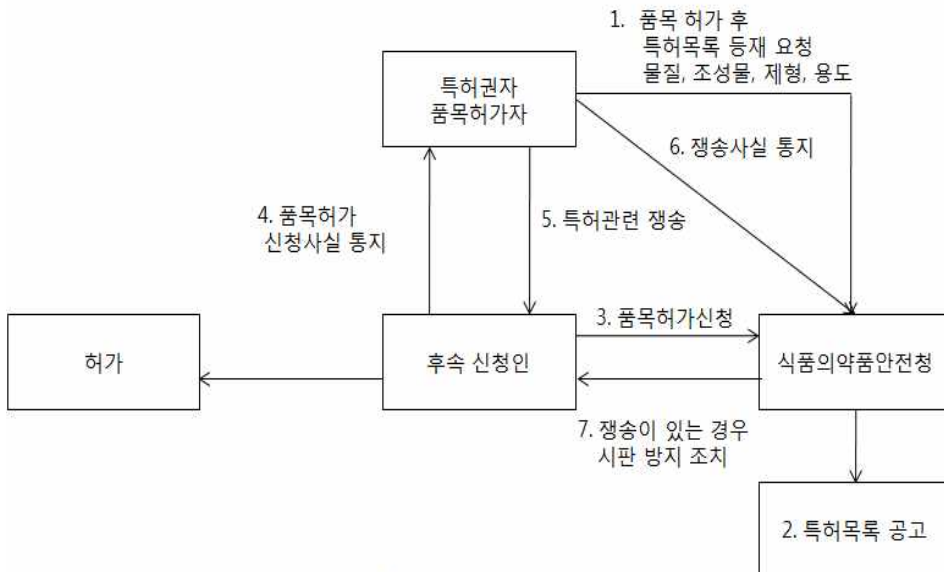 1. 품목 허가 후
특허목록 등재 요청
물질, 조성물, 제형, 용도
특허권자
품목허가자
6. 쟁송사실 통지
4. 품목허가
신청사실 통지
5. 특허관련 쟁송
3. 품목허가신청
허가
후속 신청인
식품의약품안전청
7. 쟁송이 있는 경우
시판 방지 조치
2. 특허목록 공고